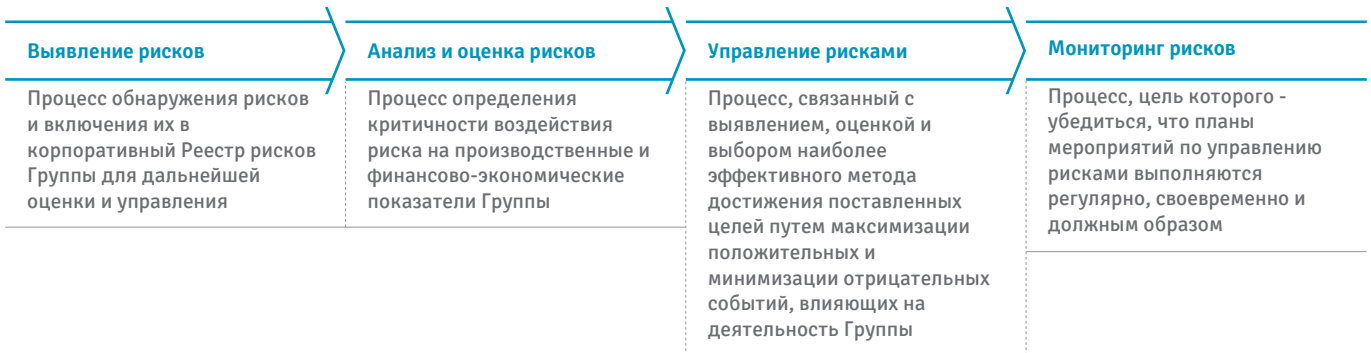 Выявление рисков
Процесс обнаружения рисков
и включения их в
корпоративный Реестр рисков
Группы для дальнейшей
оценки и управления
Анализ и оценка рисков
Процесс определения
критичности воздействия
риска на производственные и
финансово-экономические
показатели Группы
Управление рисками
Процесс, связанный с
выявлением, оценкой и
выбором наиболее
эффективного метода
достижения поставленных
целей путем максимизации
положительных и
минимизации отрицательных
событий, влияющих на
деятельность Группы
Мониторинг рисков
Процесс, цель которого -
убедиться, что планы
мероприятий по управлению
рисками выполняются
регулярно, своевременно и
должным образом